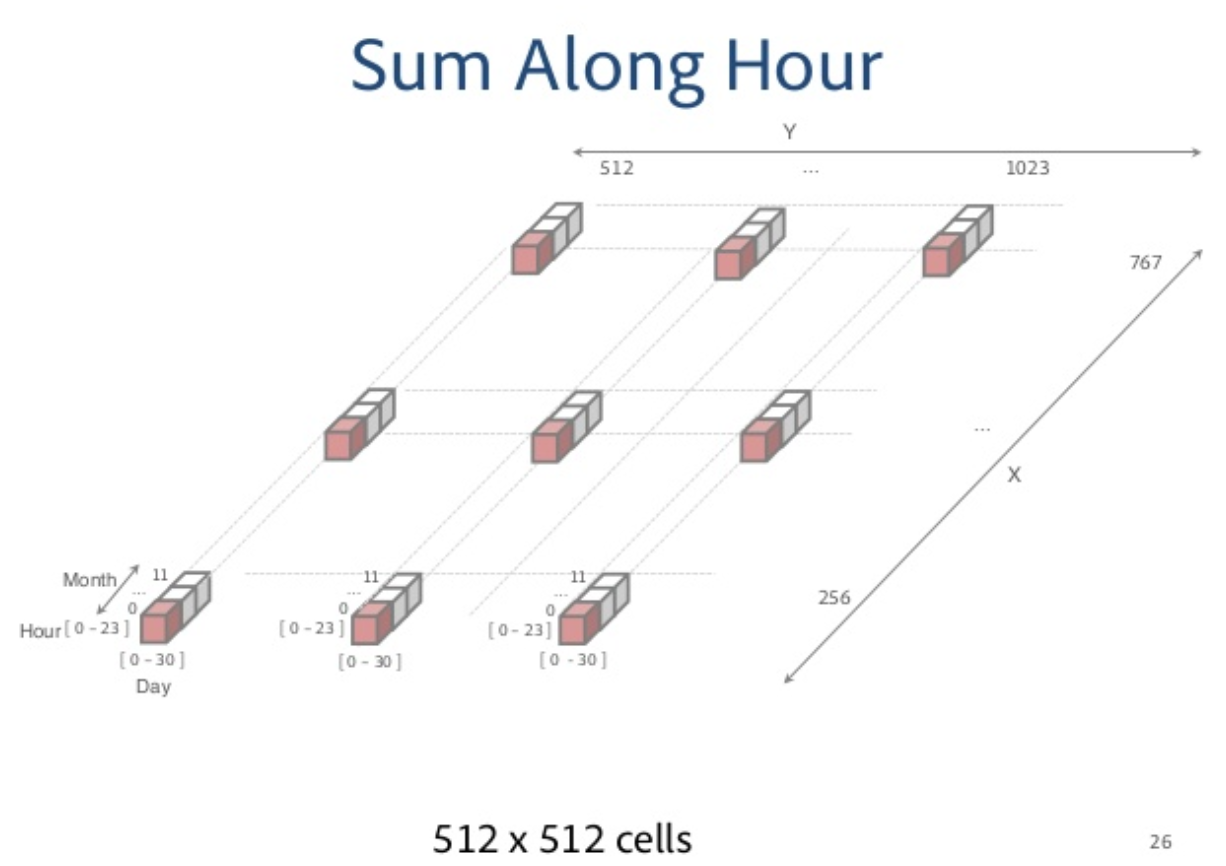 Sum Along Hour
Y
512 ... 1023
767
...
X
256
Month 11 11 11
... ... ...
0 0 0
Hour [ 0 – 23 ] [ 0 – 23 ] [ 0 – 23 ]
[ 0 – 30 ] [ 0 – 30 ] [ 0 - 30 ]
Day
512 x 512 cells
26